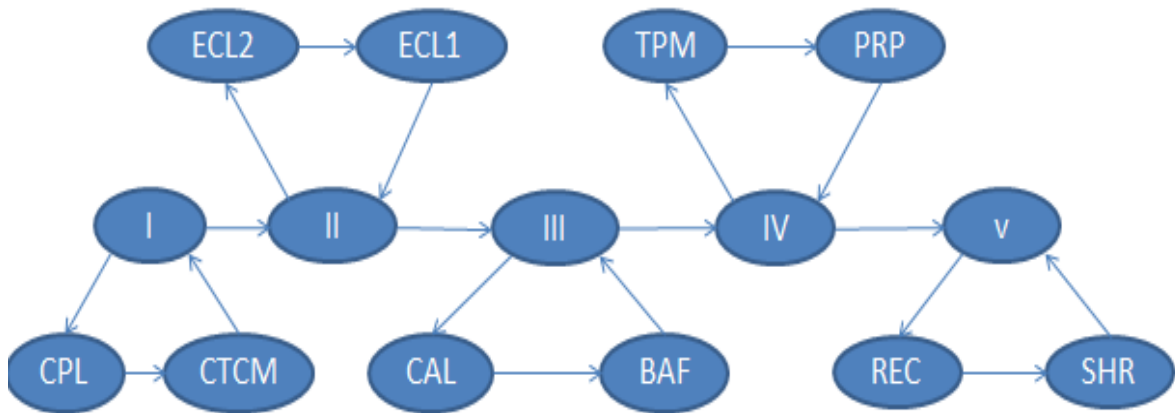 ECL2 ECL1 TPM PRP
I II III IV v
CPL CTCM CAL BAF REC SHR